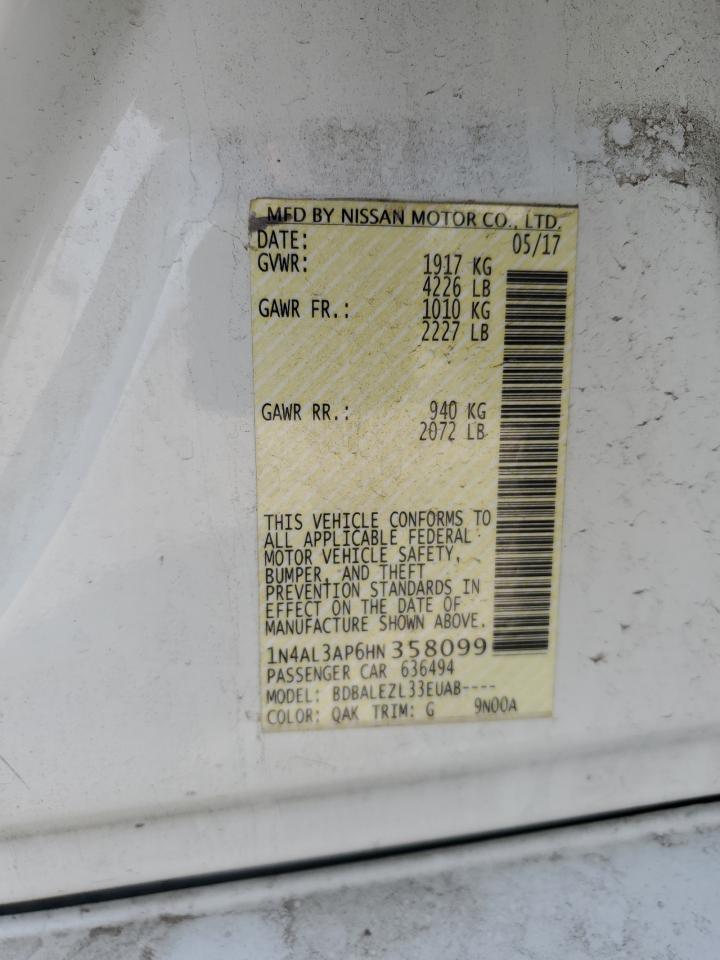 MFD BY NISSAN MOTOR CO., LTD.
DATE: 05/17
GVWR: 1917 KG
4226 LB
GAWR FR.: 1010 KG
2227 LB
GAWR RR.: 940 KG
2072 LB
THIS VEHICLE CONFORMS TO
ALL APPLICABLE FEDERAL
MOTOR VEHICLE SAFETY,
BUMPER, AND THEFT
PREVENTION STANDARDS IN
EFFECT ON THE DATE OF
MANUFACTURE SHOWN ABOVE.
1N4AL3AP6HN358099
PASSENGER CAR 636494
MODEL: BDBALEZL33EUAB----
COLOR: QAK TRIM: G 9N00A